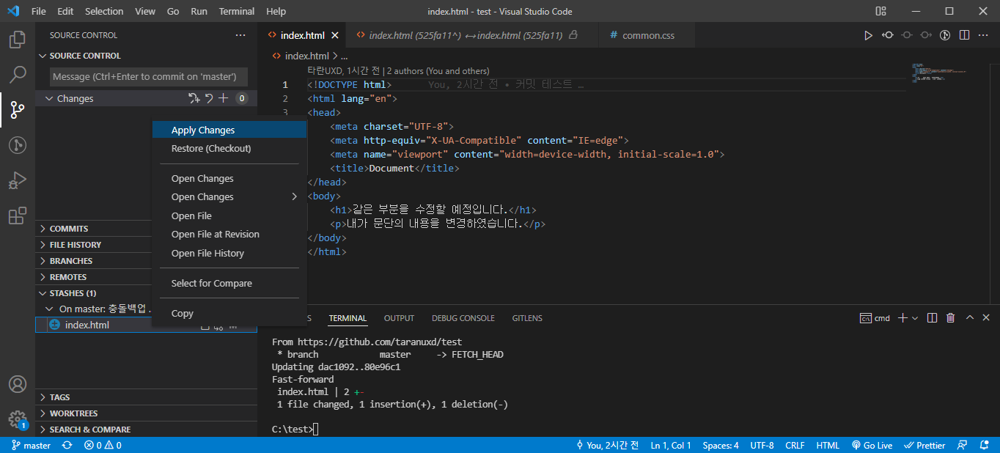 File Edit Selection View Go Run Terminal Help index.html - test - Visual Studio Code
SOURCE CONTROL
SOURCE CONTROL
Message (Ctrl+Enter to commit on 'master')
Changes 0
Apply Changes
Restore (Checkout)
Open Changes
Open Changes
Open File
Open File at Revision
Open File History
Select for Compare
Copy
COMMITS
FILE HISTORY
BRANCHES
REMOTES
STASHES (1)
On master: 충돌백업 .
index.html
TAGS
WORKTREES
SEARCH & COMPARE
index.html index.html (525fa11^) ↔ index.html (525fa11) common.css
index.html > ...
타란UXD, 1시간 전 | 2 authors (You and others)
1 <!DOCTYPE html> You, 2시간 전 • 커밋 테스트 …
2 <html lang="en">
3 <head>
<meta charset="UTF-8">
<meta http-equiv="X-UA-Compatible" content="IE=edge">
<meta name="viewport" content="width=device-width, initial-scale=1.0">
<title>Document</title>
</head>
<body>
<h1>같은 부분을 수정할 예정입니다.</h1>
<p>내가 문단의 내용을 변경하였습니다.</p>
</body>
</html>
S TERMINAL OUTPUT DEBUG CONSOLE GITLENS cmd
From https://github.com/taranuxd/test
* branch master -> FETCH_HEAD
Updating dac1092..80e96c1
Fast-forward
index.html | 2 +-
1 file changed, 1 insertion(+), 1 deletion(-)
C:\test>
1
master 0 0 You, 2시간 전 Ln 1, Col 1 Spaces: 4 UTF-8 CRLF HTML Go Live Prettier